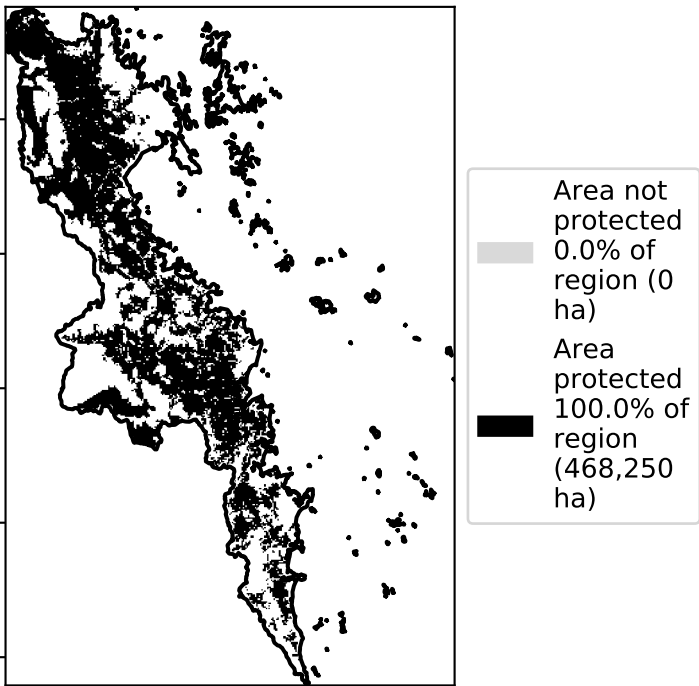 Area not
protected
0.0% of
region (0
ha)
Area
protected
100.0% of
region
(468,250
ha)